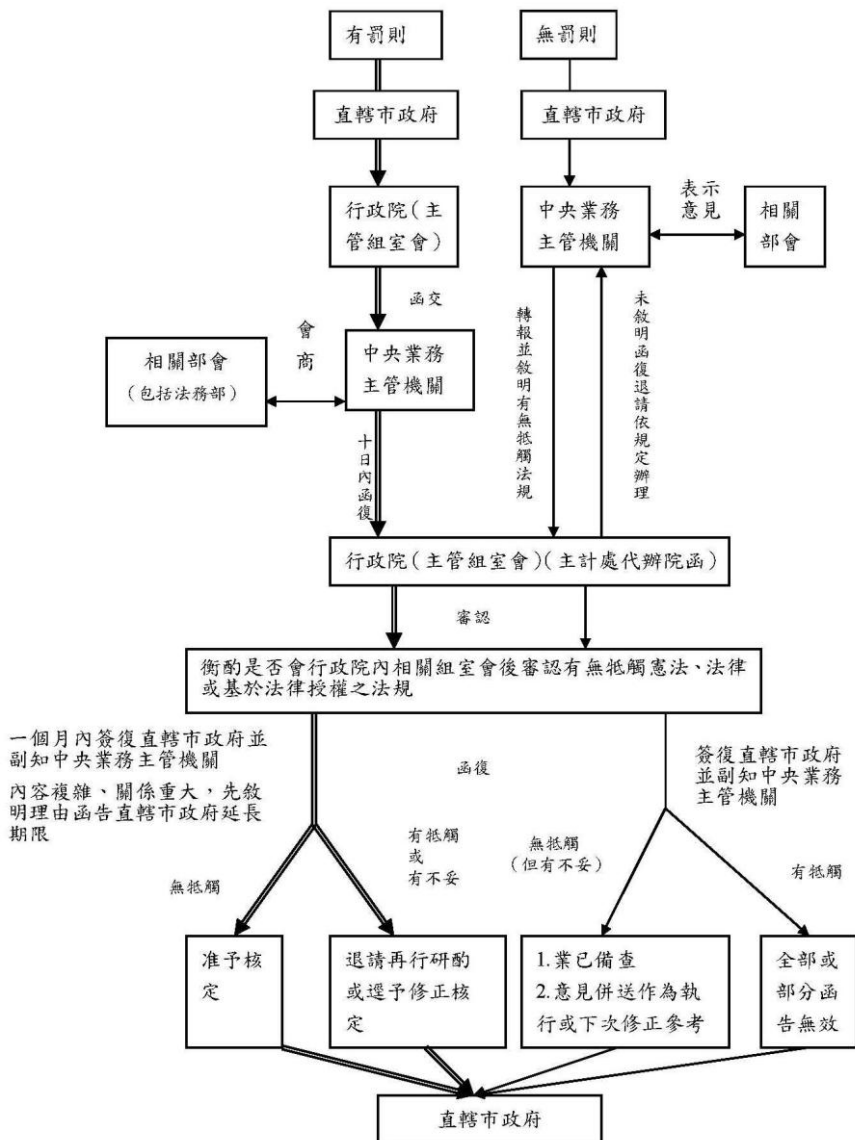 有罰則
無罰則
直轄市政府
直轄市政府
行政院（主
管組室會）
中央業務
主管機關
表示
意見
相關
部會
函交
會
商
相關部會
（包括法務部）
中央業務
主管機關
轉報並敘明有無牴觸法規
未敘明函復退請依規定辦理
十日內函復
行政院（主管組室會）（主計處代辦院函）
審認
衡酌是否會行政院內相關組室會後審認有無牴觸憲法、法律
或基於法律授權之法規
一個月內簽復直轄市政府並
副知中央業務主管機關
內容複雜、關係重大，先敘
明理由函告直轄市政府延長
期限
函復
簽復直轄市政府
並副知中央業務
主管機關
無牴觸
有牴觸
或
有不妥
無牴觸
（但有不妥）
有牴觸
准予核
定
退請再行研酌
或逕予修正核
定
1.業已備查
2.意見併送作為執
行或下次修正參考
全部或
部分函
告無效
直轄市政府